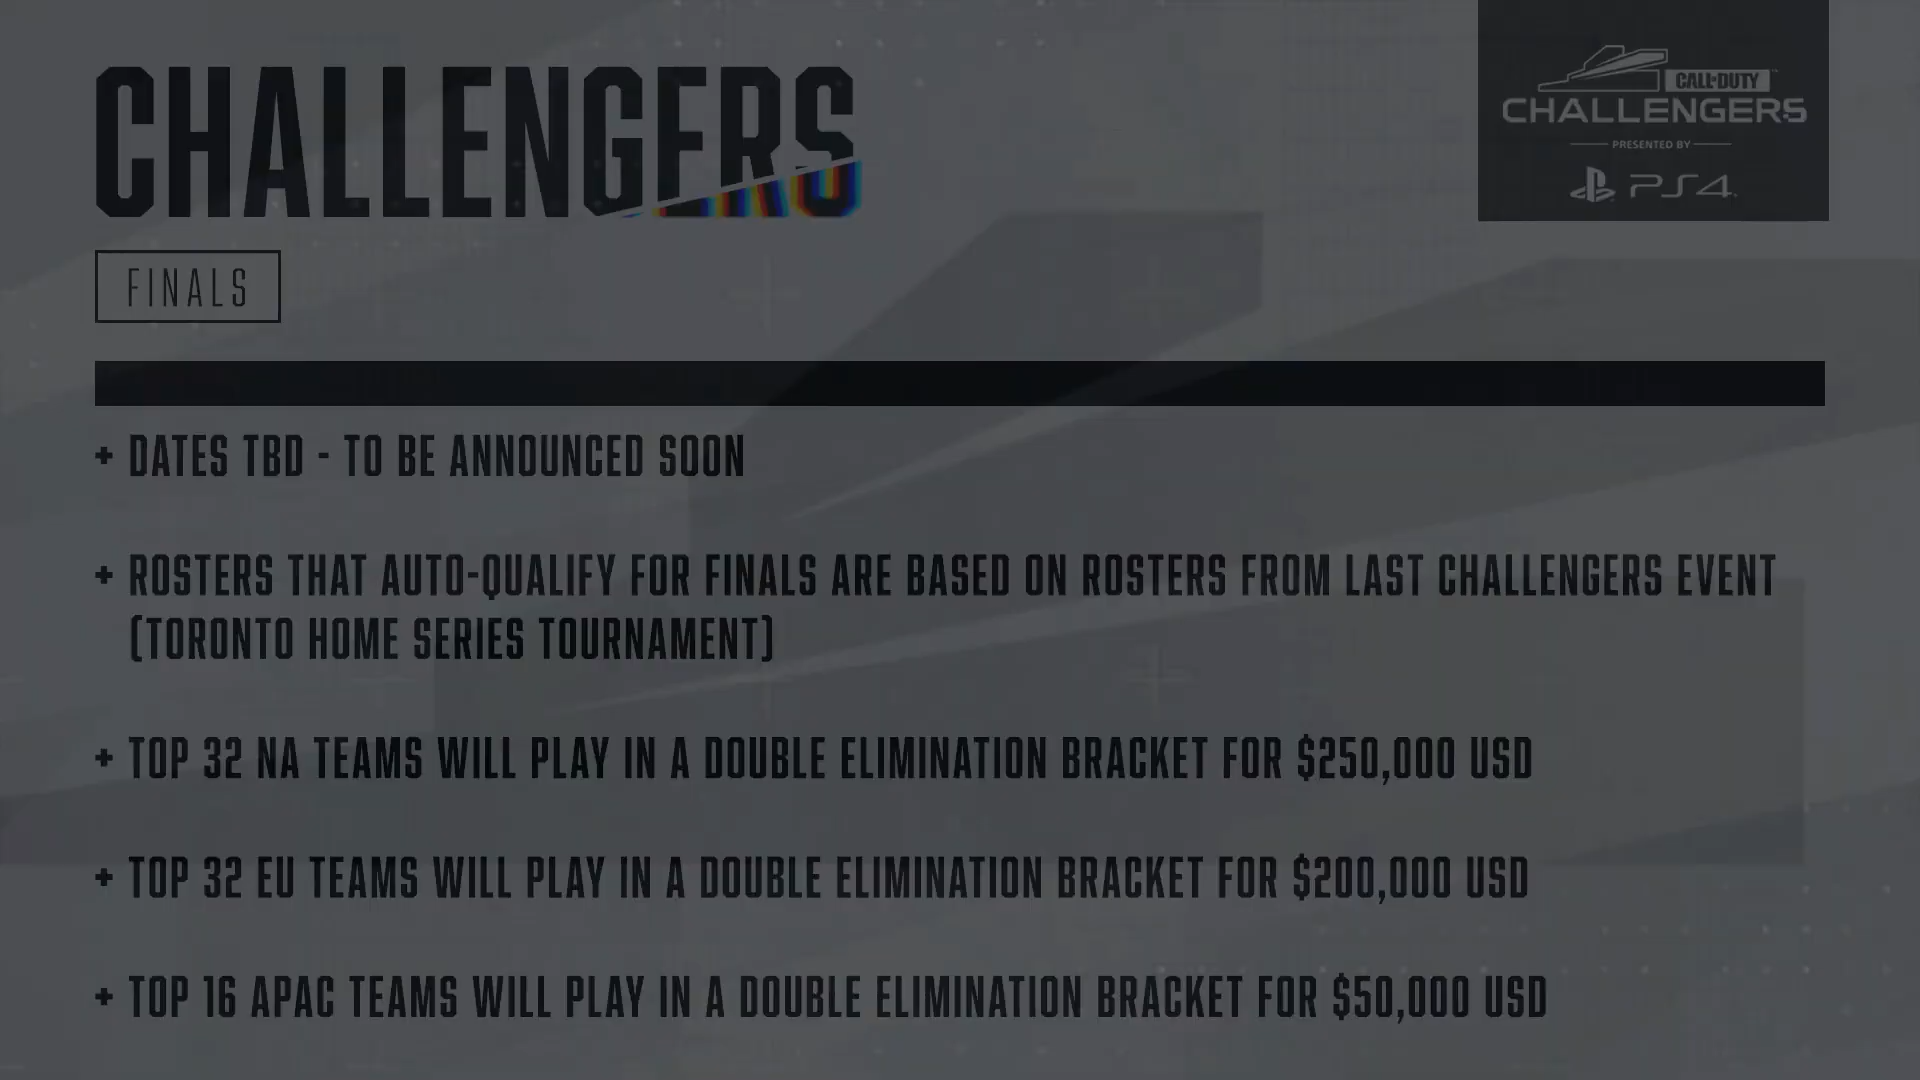 CHALLENGERS
CALL OF DUTY
CHALLENGERS
PRESENTED BY
PS4
FINALS
+ DATES TBD - TO BE ANNOUNCED SOON
+ ROSTERS THAT AUTO-QUALIFY FOR FINALS ARE BASED ON ROSTERS FROM LAST CHALLENGERS EVENT
(TORONTO HOME SERIES TOURNAMENT)
+ TOP 32 NA TEAMS WILL PLAY IN A DOUBLE ELIMINATION BRACKET FOR $250,000 USD
+ TOP 32 EU TEAMS WILL PLAY IN A DOUBLE ELIMINATION BRACKET FOR $200,000 USD
+ TOP 16 APAC TEAMS WILL PLAY IN A DOUBLE ELIMINATION BRACKET FOR $50,000 USD